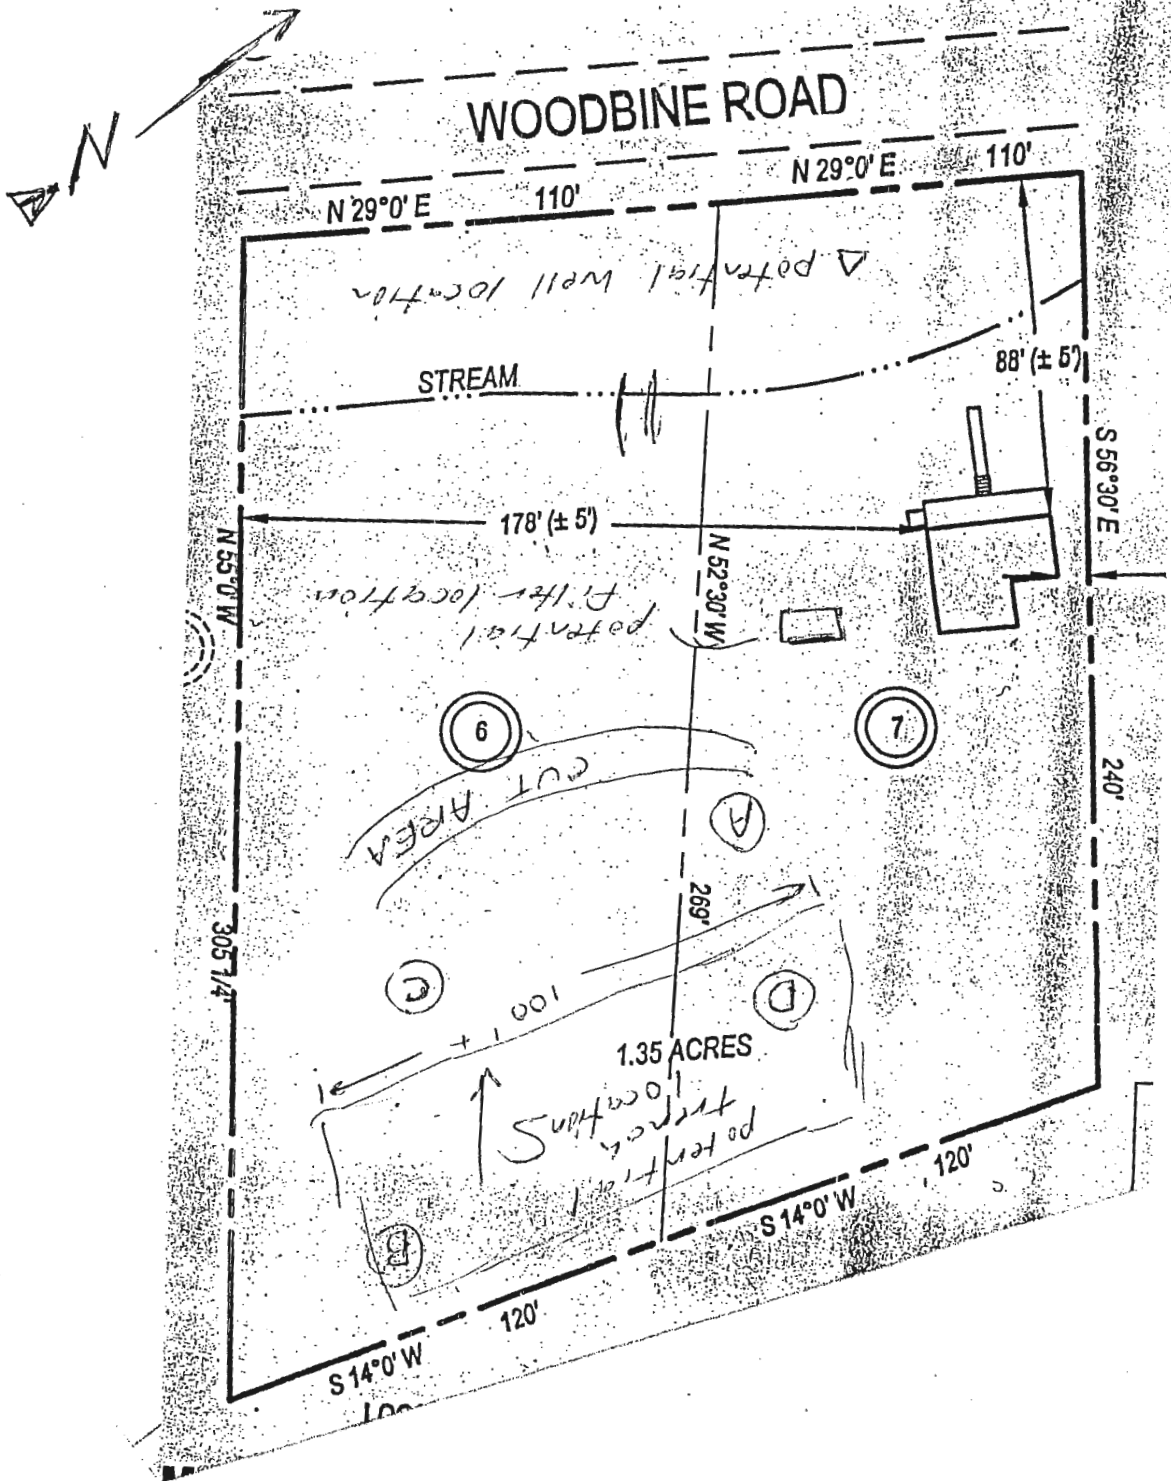 N
WOODBINE ROAD
N 29°0' E
110'
N 29°0' E
110'
potential well location
STREAM
88' (± 5')
S 56°30' E
178' (± 5')
N 55°0' W
N 52°30' W
potential
filter location
6
7
240'
CUT AREA
A
269'
305 1/4'
C
D
100' +
1.35 ACRES
potential
trench
locations
B
120'
S 14°0' W
120'
S 14°0' W